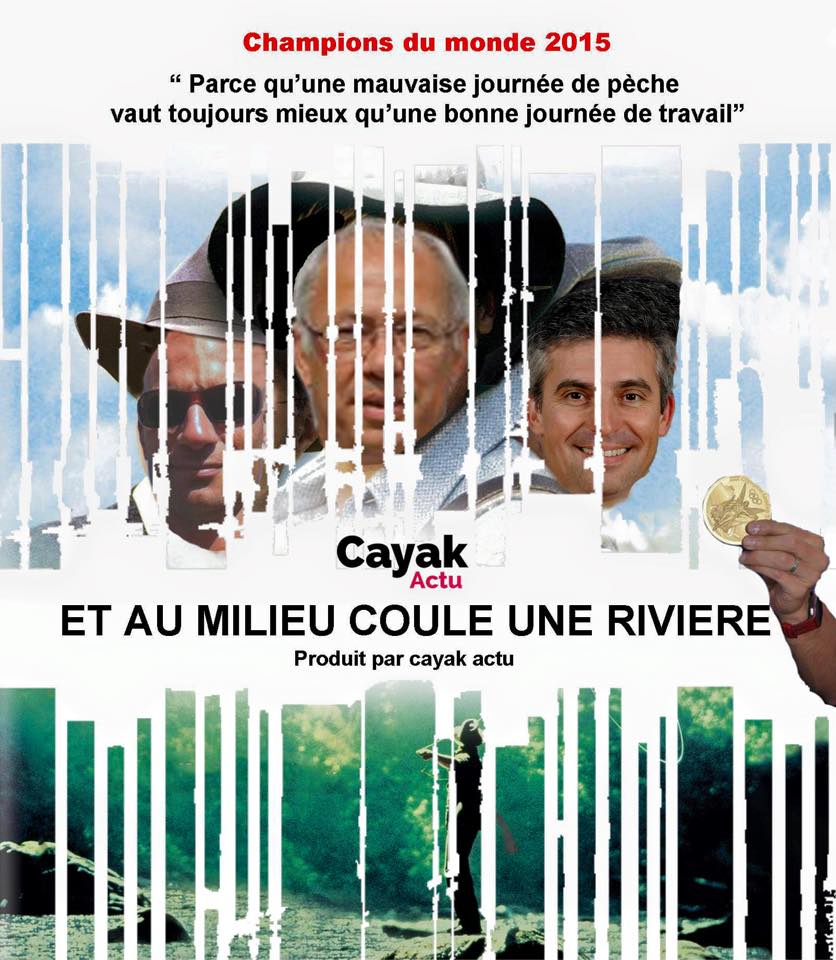 Champions du monde 2015
“ Parce qu’une mauvaise journée de pèche
vaut toujours mieux qu’une bonne journée de travail”
Cayak
Actu
ET AU MILIEU COULE UNE RIVIERE
Produit par cayak actu